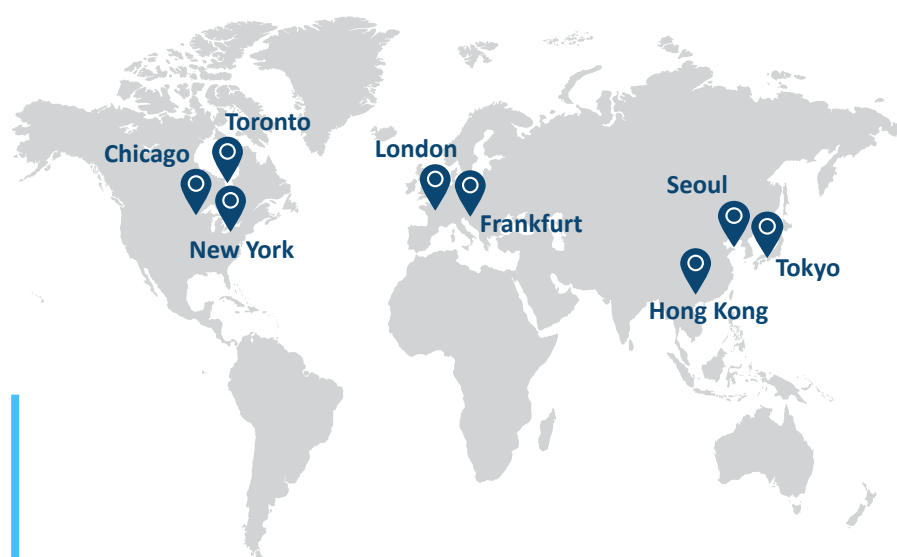 Toronto
Chicago
London
Seoul
Frankfurt
New York
Tokyo
Hong Kong